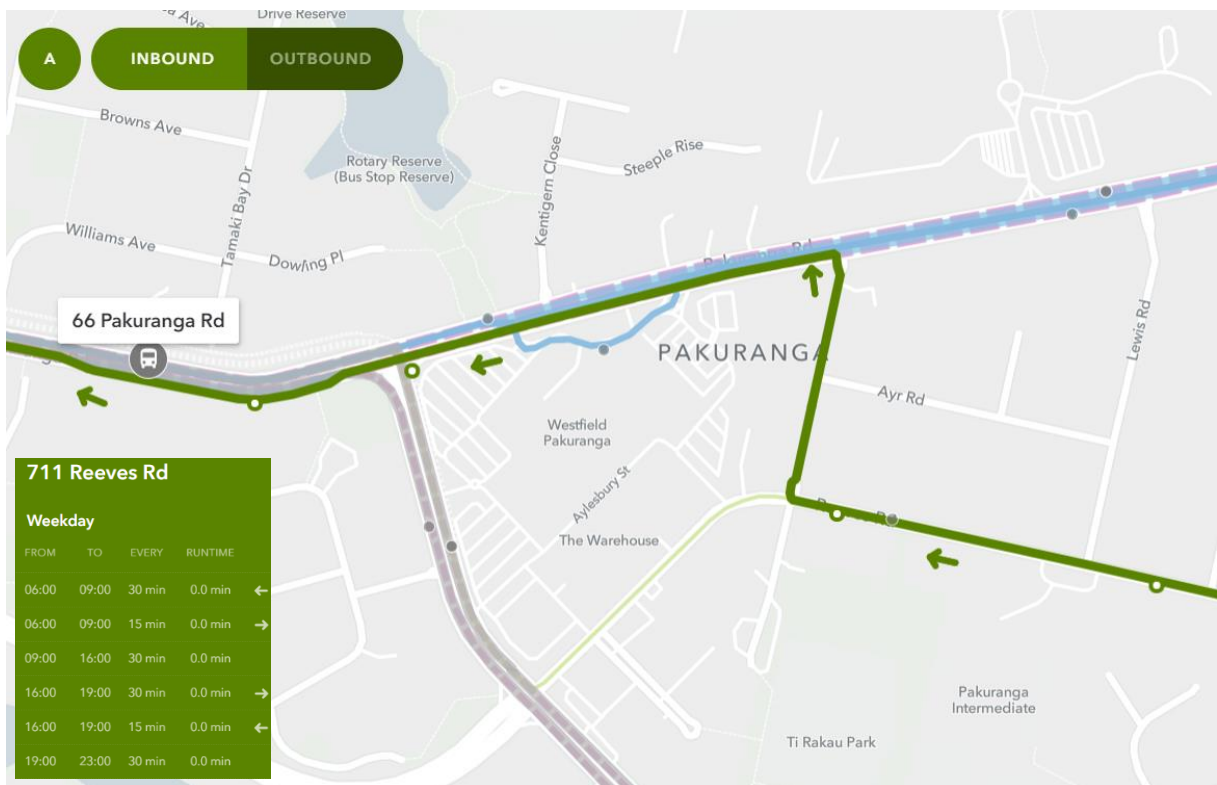 Drive Reserve
A
INBOUND
OUTBOUND
Browns Ave
Rotary Reserve
(Bus Stop Reserve)
Kentigern Close
Steeple Rise
Tamaki Bay Dr
Williams Ave
Dowling Pl
66 Pakuranga Rd
PAKURANGA
Lewis Rd
Ayr Rd
Westfield
Pakuranga
Aylesbury St
The Warehouse
Pakuranga
Intermediate
Ti Rakau Park
711 Reeves Rd
Weekday
FROM TO EVERY RUNTIME
06:00 09:00 30 min 0.0 min ←
06:00 09:00 15 min 0.0 min →
09:00 16:00 30 min 0.0 min
16:00 19:00 30 min 0.0 min →
16:00 19:00 15 min 0.0 min ←
19:00 23:00 30 min 0.0 min